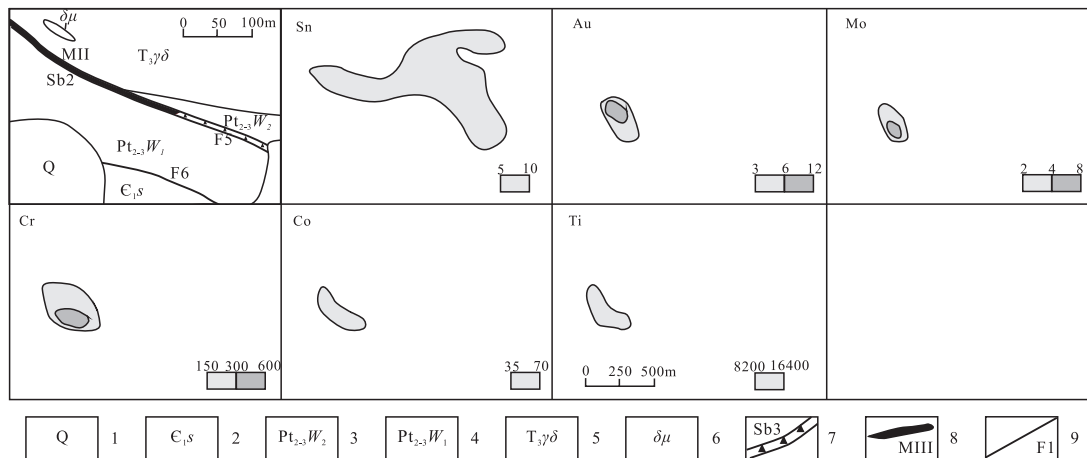 δμ
0 50 100m
MII
T₃γδ
Sb2
Pt₂₋₃W₂
F5
Pt₂₋₃W₁
Q
F6
Є₁s
Sn
5 10
Au
3 6 12
Mo
2 4 8
Cr
150 300 600
Co
35 70
Ti
0 250 500m
8200 16400
Q 1
Є₁s 2
Pt₂₋₃W₂ 3
Pt₂₋₃W₁ 4
T₃γδ 5
δμ 6
Sb3 7
MIII 8
F1 9